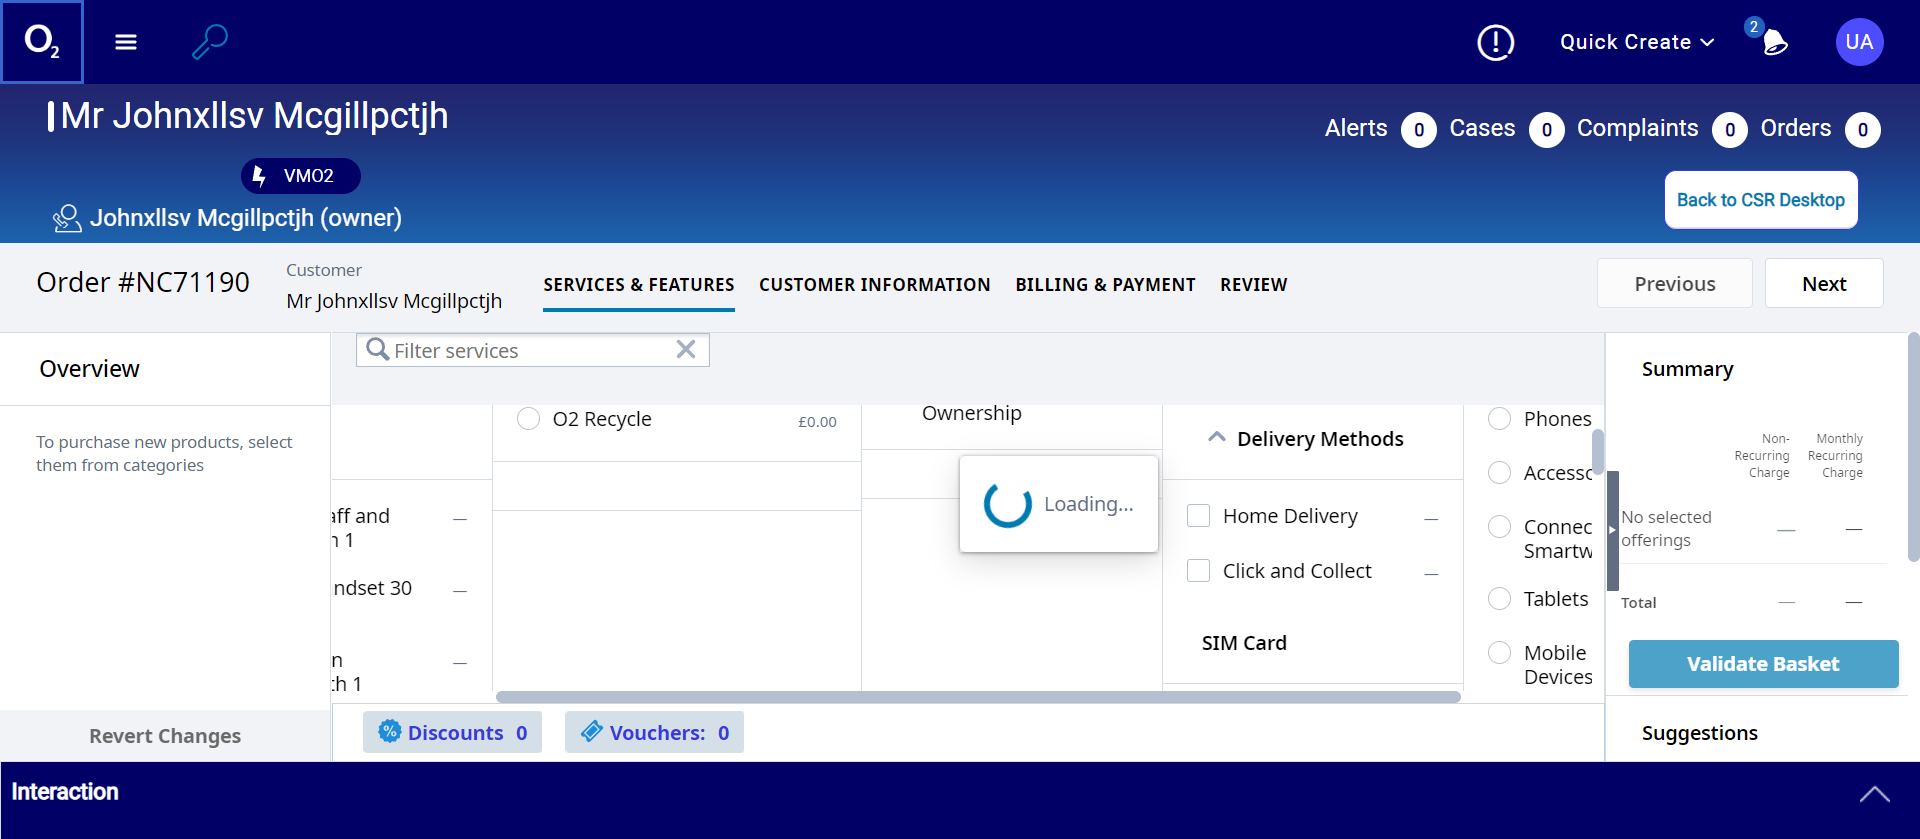 O2
Quick Create
2
UA
Mr Johnxllsv Mcgillpctjh
Alerts 0 Cases 0 Complaints 0 Orders 0
VMO2
Back to CSR Desktop
Johnxllsv Mcgillpctjh (owner)
Order #NC71190
Customer
Mr Johnxllsv Mcgillpctjh
SERVICES & FEATURES CUSTOMER INFORMATION BILLING & PAYMENT REVIEW
Previous
Next
Overview
To purchase new products, select
them from categories
Revert Changes
Filter services
aff and
h 1
ndset 30
n
th 1
O2 Recycle £0.00
Ownership
Loading...
Delivery Methods
Home Delivery —
Click and Collect —
SIM Card
Phones
Accessc
Connec
Smartw
Tablets
Mobile
Devices
Discounts 0
Vouchers: 0
Summary
Non-
Recurring
Charge
Monthly
Recurring
Charge
No selected
offerings — —
Total — —
Validate Basket
Suggestions
Interaction